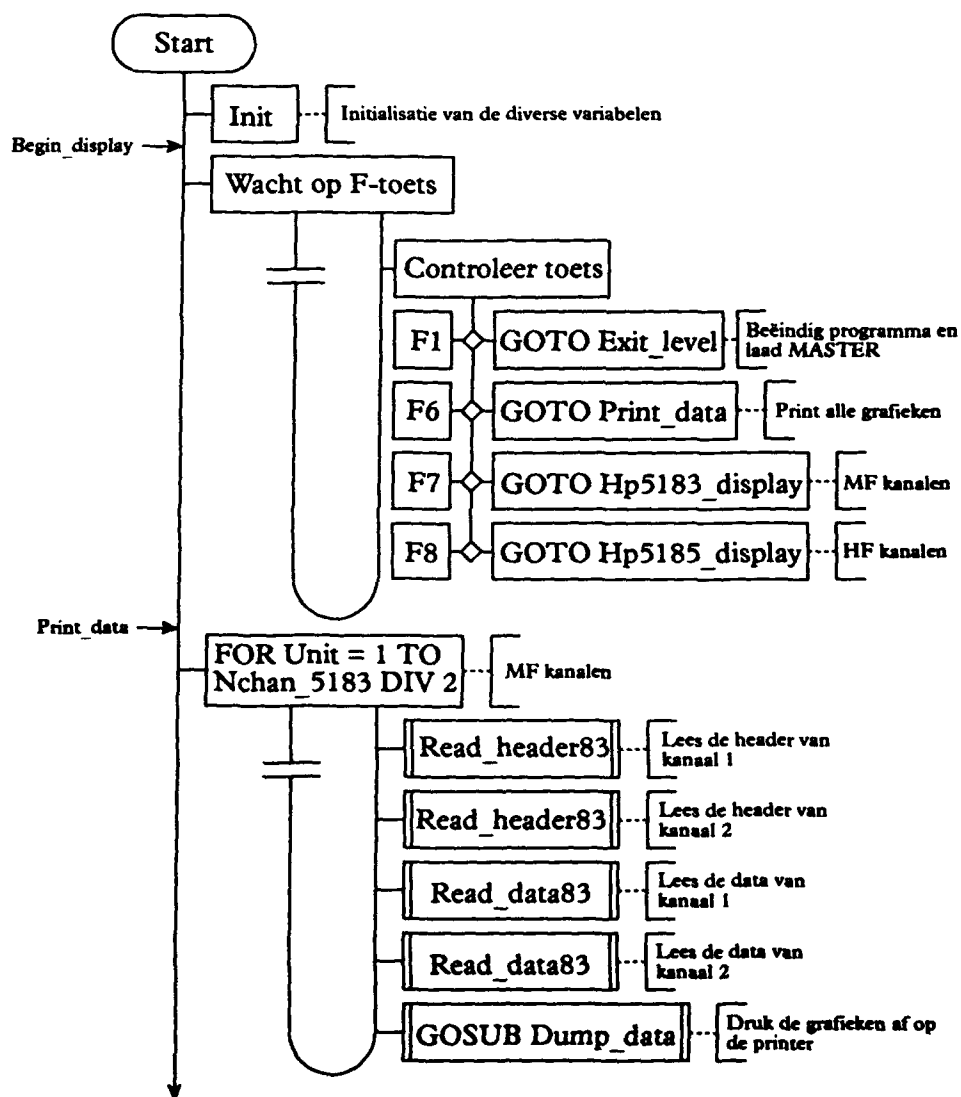 Start
Init
Initialisatie van de diverse variabelen
Begin_display
Wacht op F-toets
Controleer toets
F1
GOTO Exit_level
Beëindig programma en
laad MASTER
F6
GOTO Print_data
Print alle grafieken
F7
GOTO Hp5183_display
MF kanalen
F8
GOTO Hp5185_display
HF kanalen
Print_data
FOR Unit = 1 TO
Nchan_5183 DIV 2
MF kanalen
Read_header83
Lees de header van
kanaal 1
Read_header83
Lees de header van
kanaal 2
Read_data83
Lees de data van
kanaal 1
Read_data83
Lees de data van
kanaal 2
GOSUB Dump_data
Druk de grafieken af op
de printer